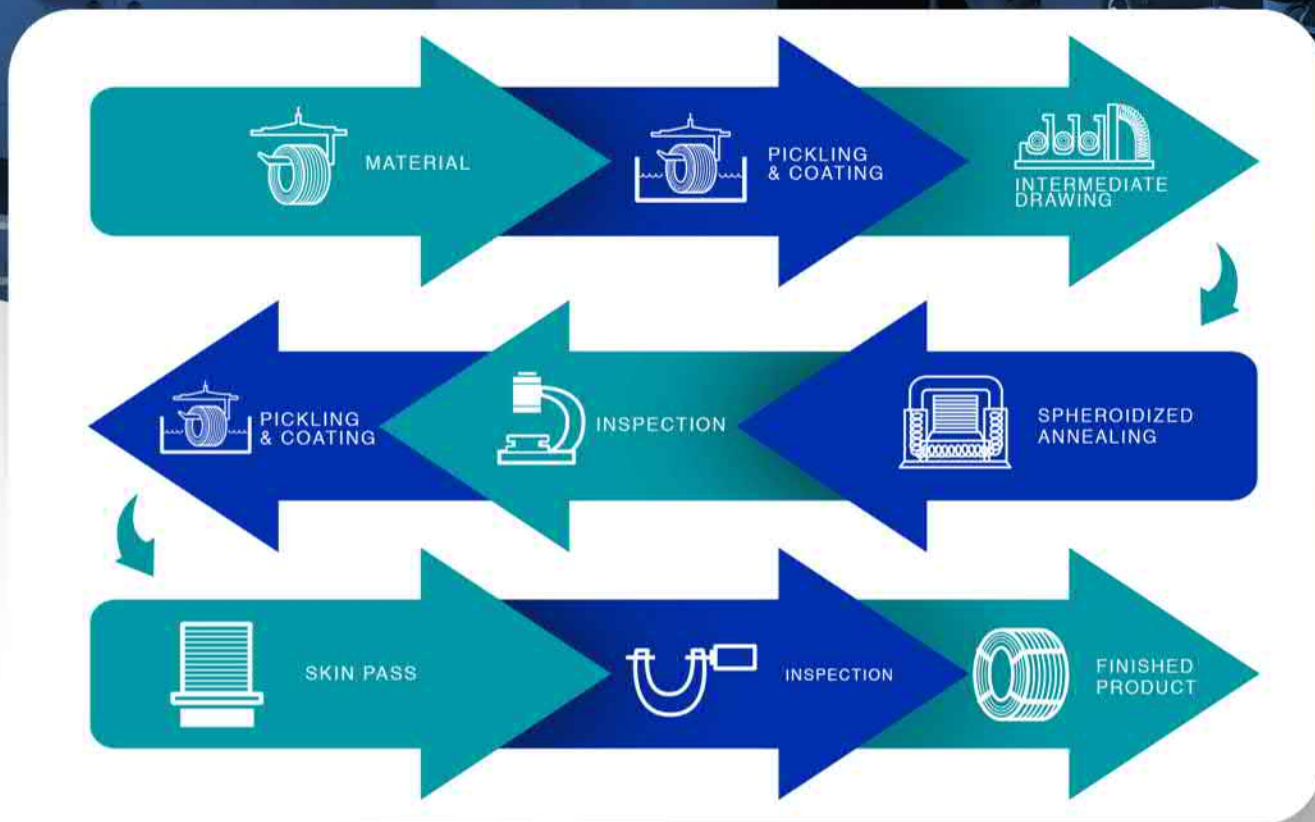 MATERIAL
PICKLING
& COATING
INTERMEDIATE
DRAWING
SPHEROIDIZED
ANNEALING
INSPECTION
PICKLING
& COATING
SKIN PASS
INSPECTION
FINISHED
PRODUCT